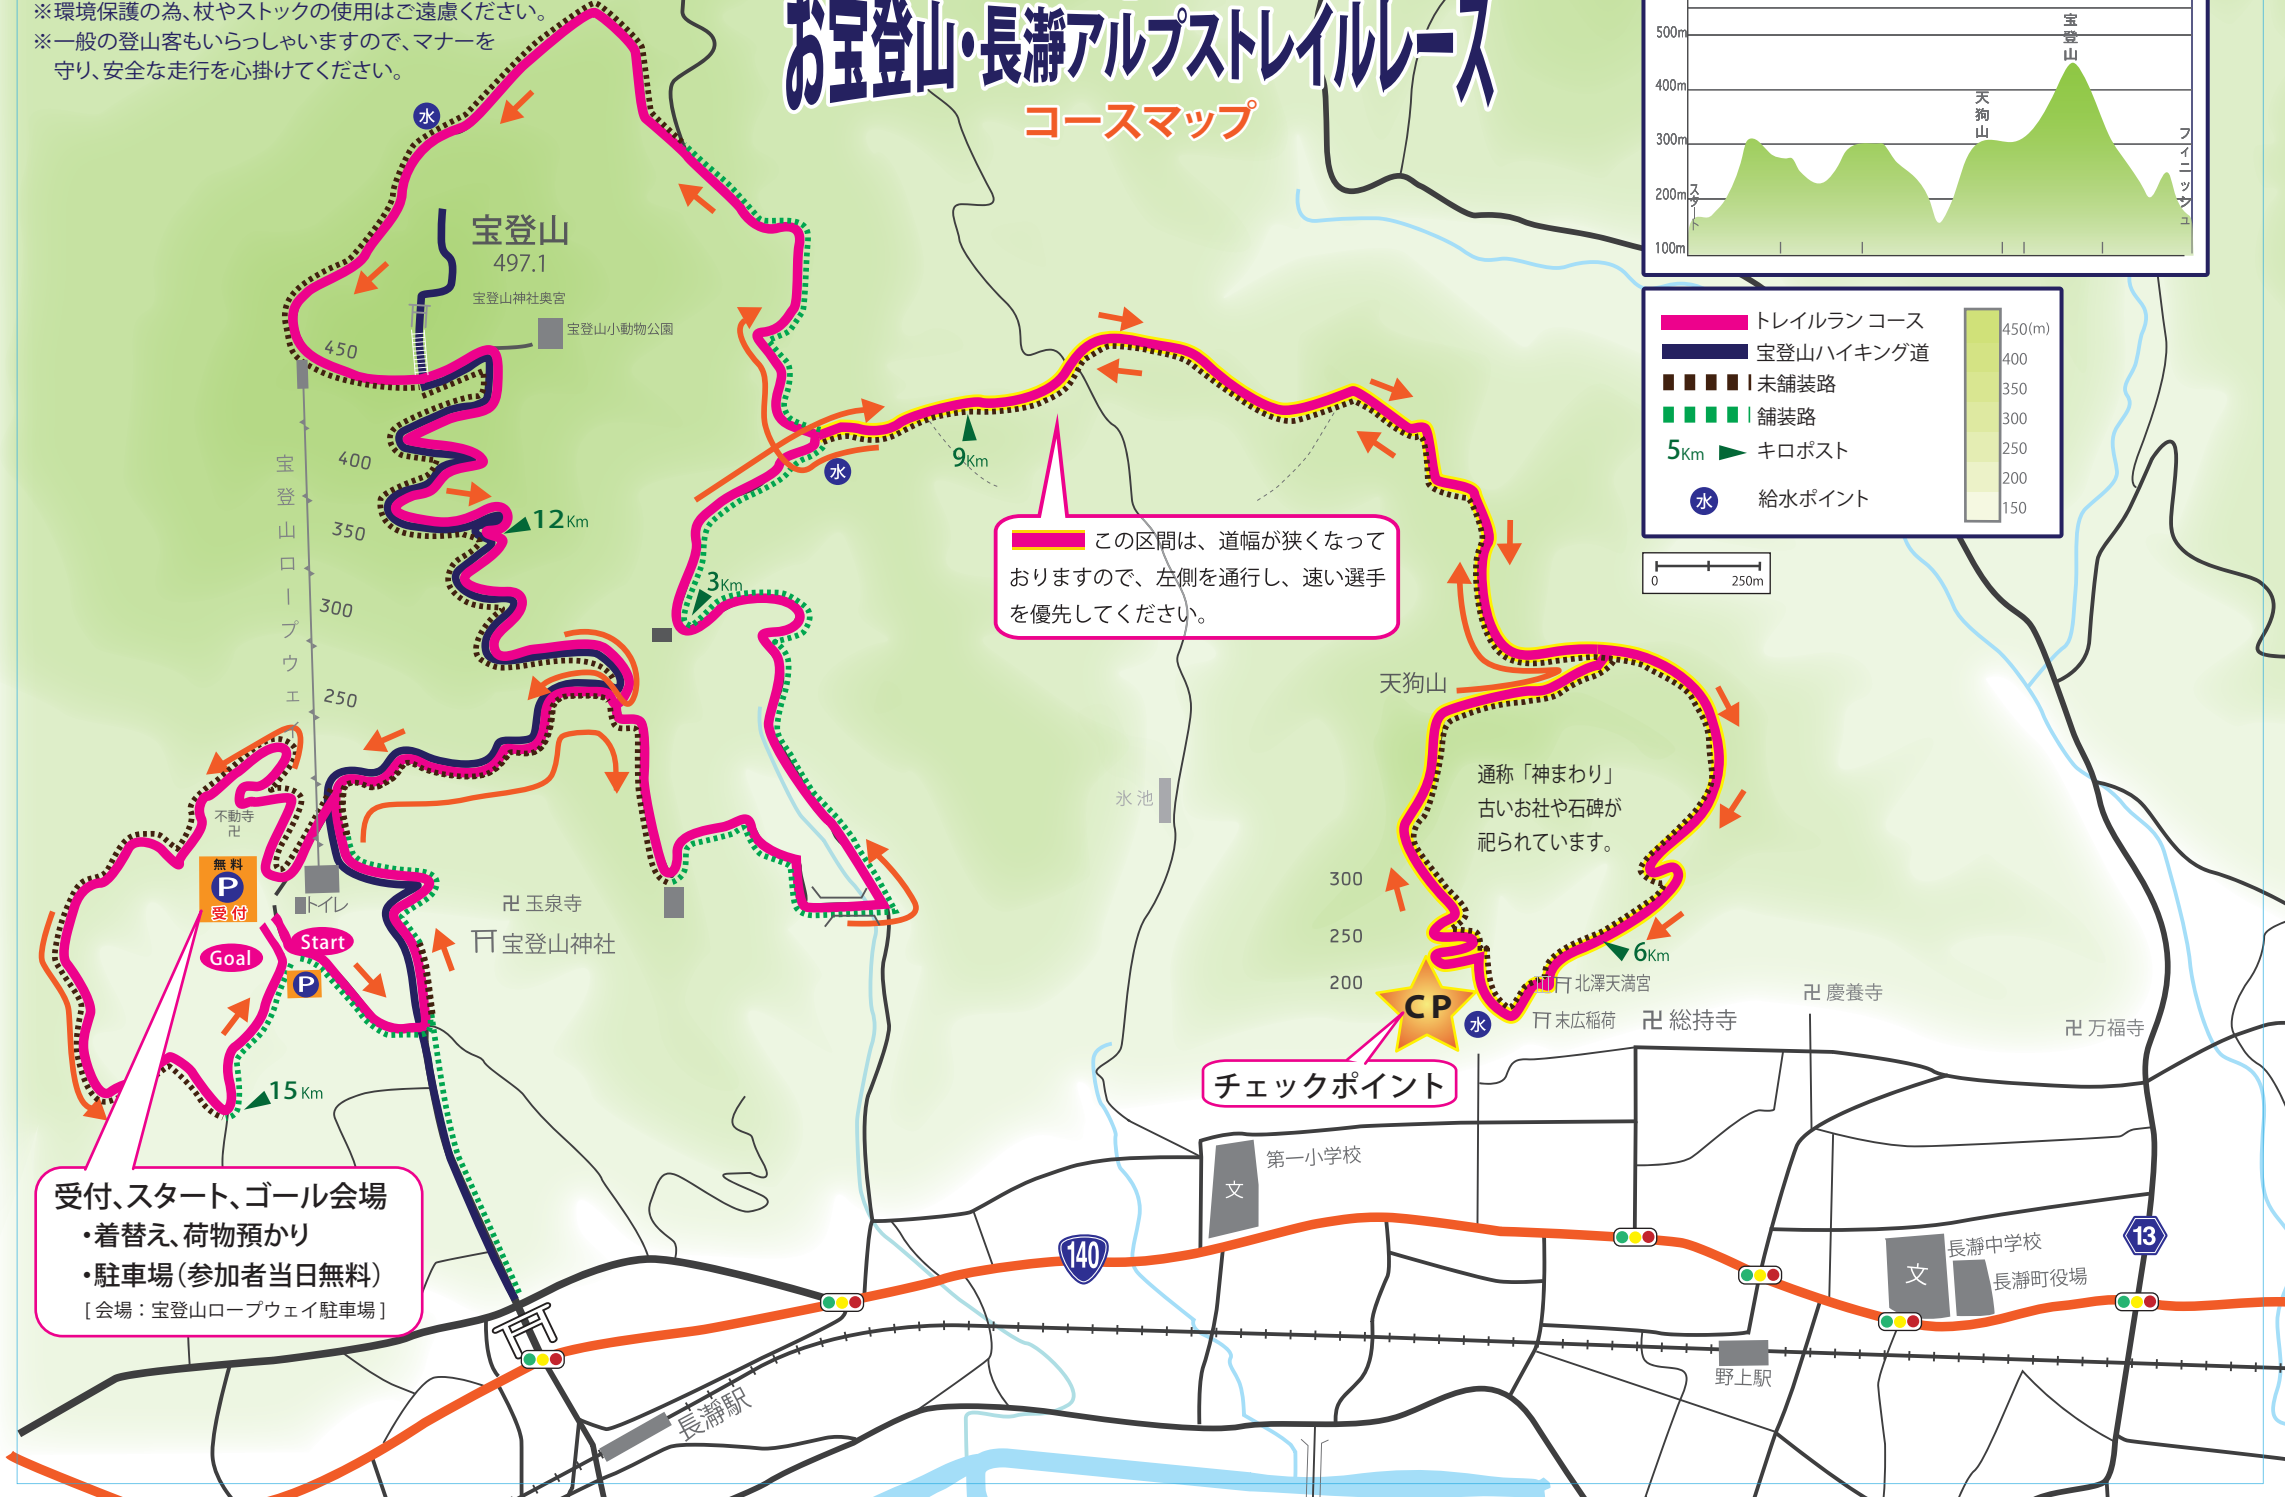 ※環境保護の為、杖やストックの使用はご遠慮ください。
※一般の登山客もいらっしゃいますので、マナーを
守り、安全な走行を心掛けてください。
お宝登山・長瀞アルプストレイルレース
コースマップ
500m
400m
300m
200m
100m
スタート
天狗山
宝登山
フィニッシュ
トレイルラン コース
宝登山ハイキング道
未舗装路
舗装路
5Km キロポスト
水 給水ポイント
450(m)
400
350
300
250
200
150
0 250m
水
宝登山
497.1
宝登山神社奥宮
宝登山小動物公園
450
400
350
300
250
宝登山ロープウェイ
12Km
3Km
9Km
水
この区間は、道幅が狭くなって
おりますので、左側を通行し、速い選手
を優先してください。
天狗山
通称「神まわり」
古いお社や石碑が
祀られています。
氷池
300
250
200
6Km
CP
水
チェックポイント
北澤天満宮
末広稲荷
卍 総持寺
卍 慶養寺
卍 万福寺
不動寺
卍
無料
P
受付
トイレ
Start
Goal
P
卍 玉泉寺
宝登山神社
15Km
受付、スタート、ゴール会場
・着替え、荷物預かり
・駐車場(参加者当日無料)
[ 会場：宝登山ロープウェイ駐車場 ]
文
第一小学校
140
文
長瀞中学校
長瀞町役場
13
野上駅
長瀞駅